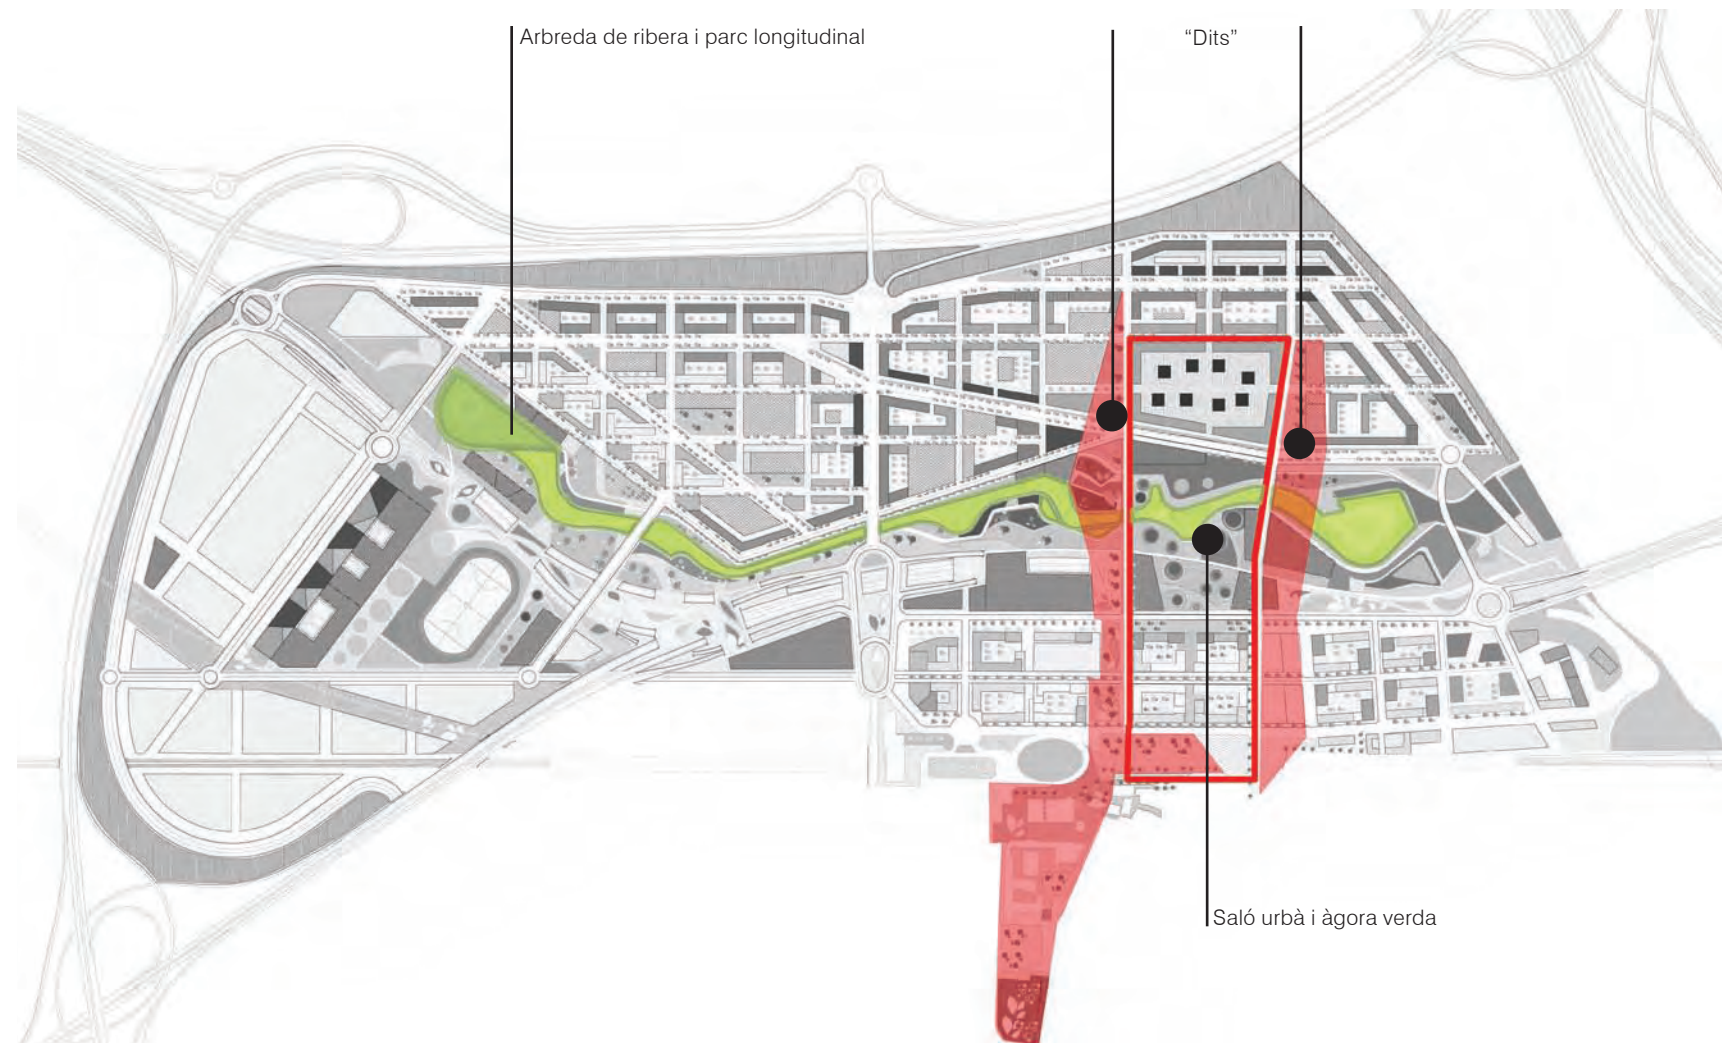 Arbreda de ribera i parc longitudinal
“Dits”
Saló urbà i àgora verda